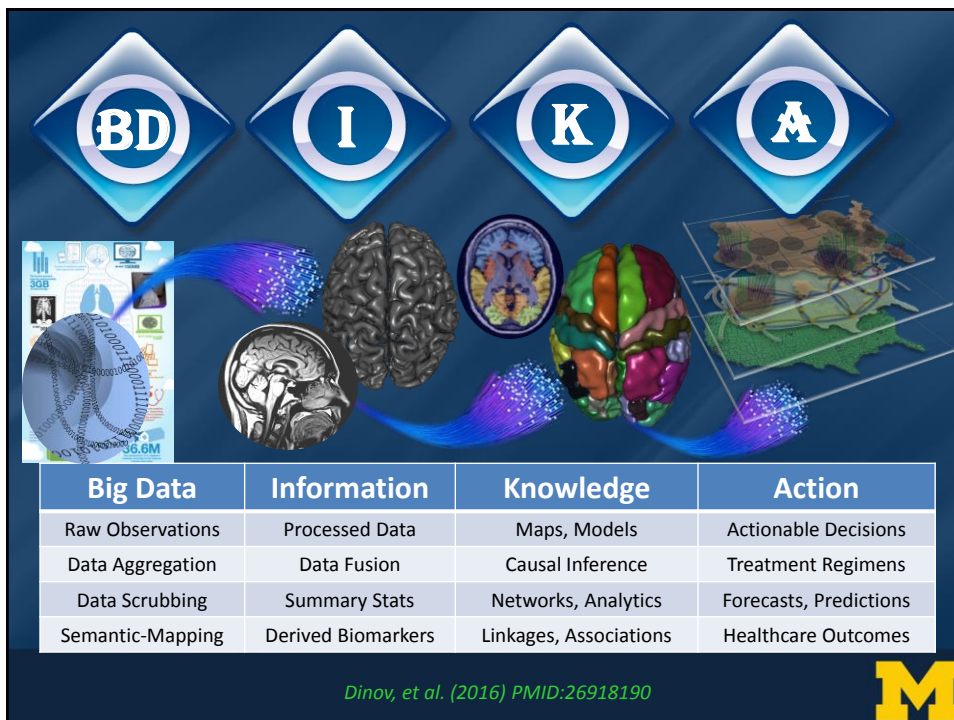 BD I K A
3GB
36.6M
Big Data Information Knowledge Action
Raw Observations Processed Data Maps, Models Actionable Decisions
Data Aggregation Data Fusion Causal Inference Treatment Regimens
Data Scrubbing Summary Stats Networks, Analytics Forecasts, Predictions
Semantic-Mapping Derived Biomarkers Linkages, Associations Healthcare Outcomes
Dinov, et al. (2016) PMID:26918190
M